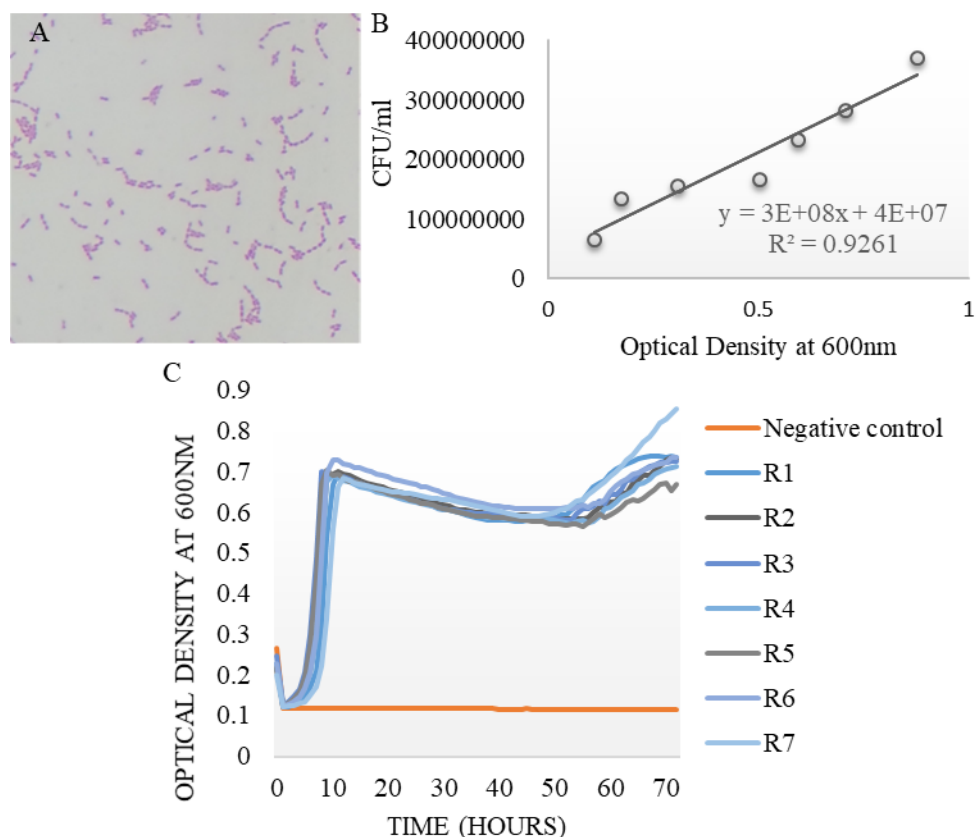 A
B
400000000
300000000
200000000
100000000
0
CFU/ml
y = 3E+08x + 4E+07
R² = 0.9261
0
0.5
1
Optical Density at 600nm
C
0.9
0.8
0.7
0.6
0.5
0.4
0.3
0.2
0.1
0
OPTICAL DENSITY AT 600NM
0 10 20 30 40 50 60 70
TIME (HOURS)
Negative control
R1
R2
R3
R4
R5
R6
R7